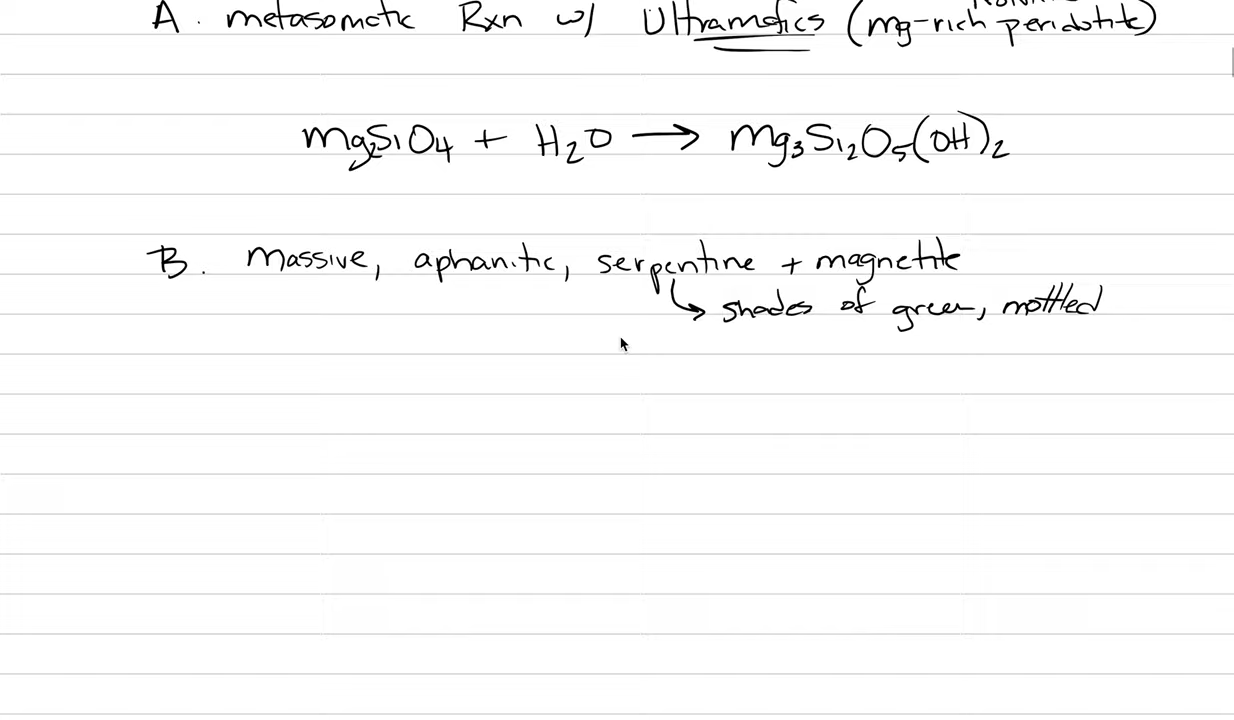 A. metasomatic Rxn w/ Ultramafics (mg-rich peridotite)
Mg₂SiO₄ + H₂O → Mg₃Si₂O₅(OH)₂
B. massive, aphanitic, serpentine + magnetite
↳ shades of green, mottled